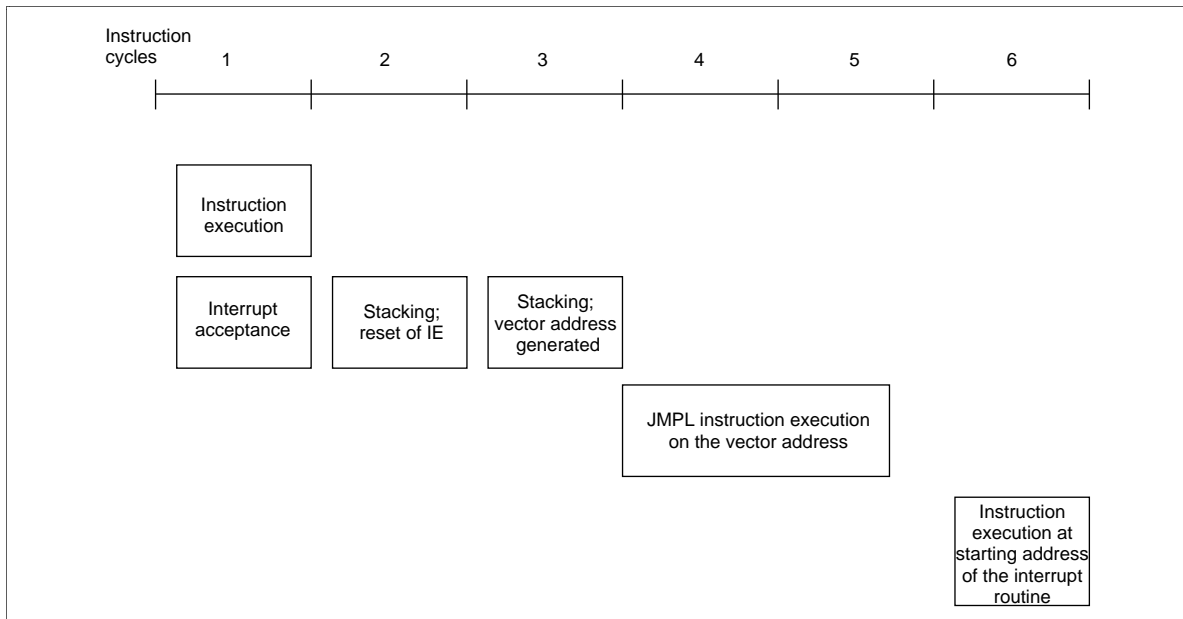 Instruction
cycles
1 2 3 4 5 6
Instruction
execution
Interrupt
acceptance
Stacking;
reset of IE
Stacking;
vector address
generated
JMPL instruction execution
on the vector address
Instruction
execution at
starting address
of the interrupt
routine